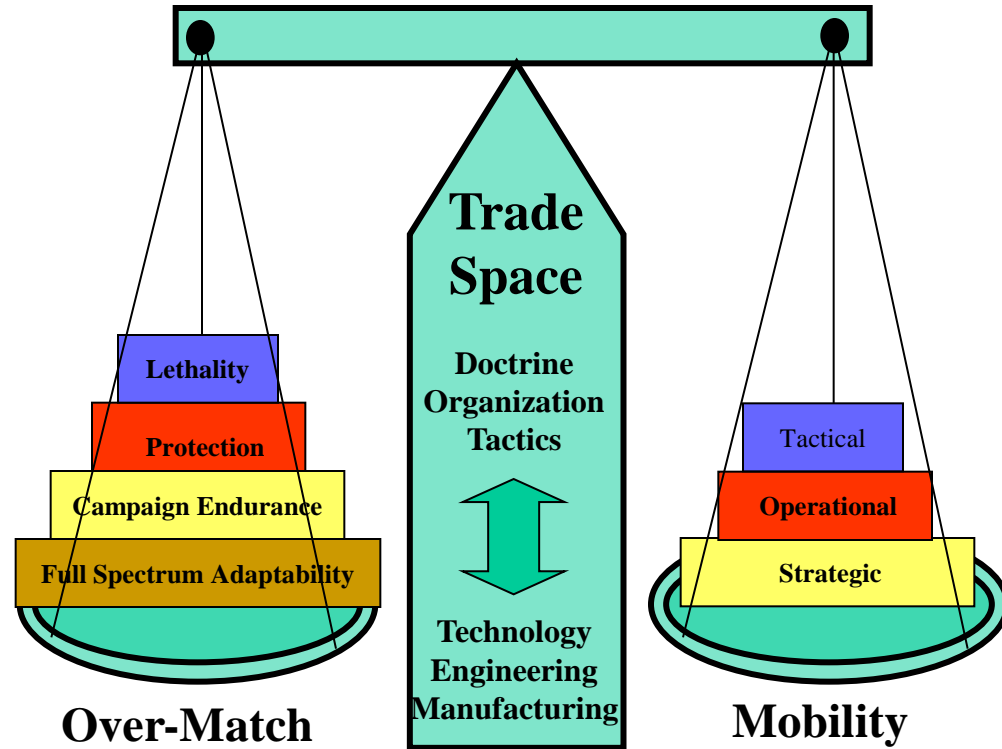 Lethality
Protection
Campaign Endurance
Full Spectrum Adaptability
Over-Match
Trade
Space
Doctrine
Organization
Tactics
Technology
Engineering
Manufacturing
Tactical
Operational
Strategic
Mobility